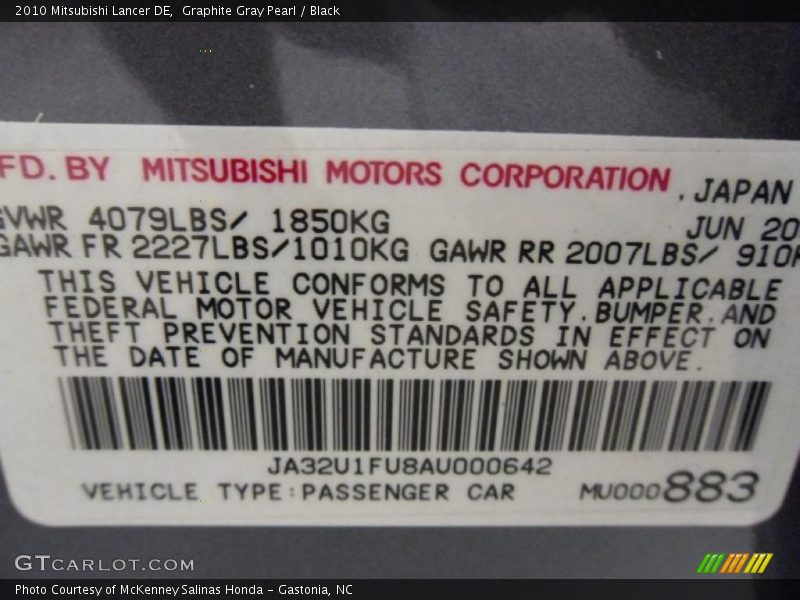 2010 Mitsubishi Lancer DE, Graphite Gray Pearl / Black
FD. BY MITSUBISHI MOTORS CORPORATION . JAPAN
GVWR 4079LBS/ 1850KG JUN 20
GAWR FR 2227LBS/1010KG GAWR RR 2007LBS/ 910K
THIS VEHICLE CONFORMS TO ALL APPLICABLE
FEDERAL MOTOR VEHICLE SAFETY.BUMPER.AND
THEFT PREVENTION STANDARDS IN EFFECT ON
THE DATE OF MANUFACTURE SHOWN ABOVE.
JA32U1FU8AU000642
VEHICLE TYPE:PASSENGER CAR MU000883
GTCARLOT.COM
Photo Courtesy of McKenney Salinas Honda - Gastonia, NC